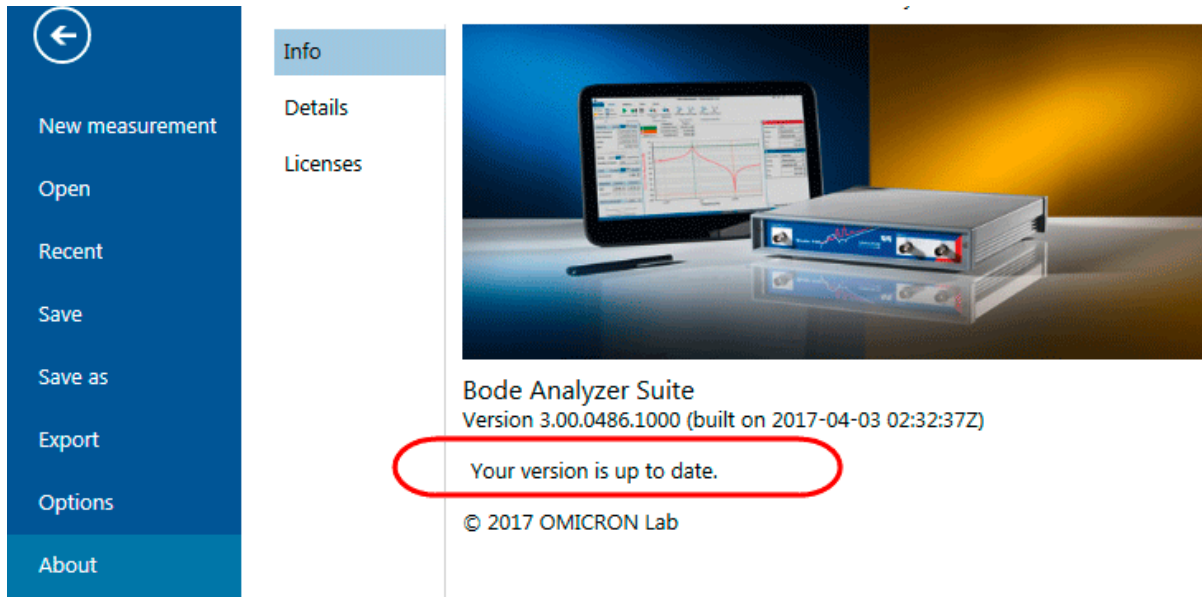 New measurement
Open
Recent
Save
Save as
Export
Options
About
Info
Details
Licenses
Bode Analyzer Suite
Version 3.00.0486.1000 (built on 2017-04-03 02:32:37Z)
Your version is up to date.
© 2017 OMICRON Lab